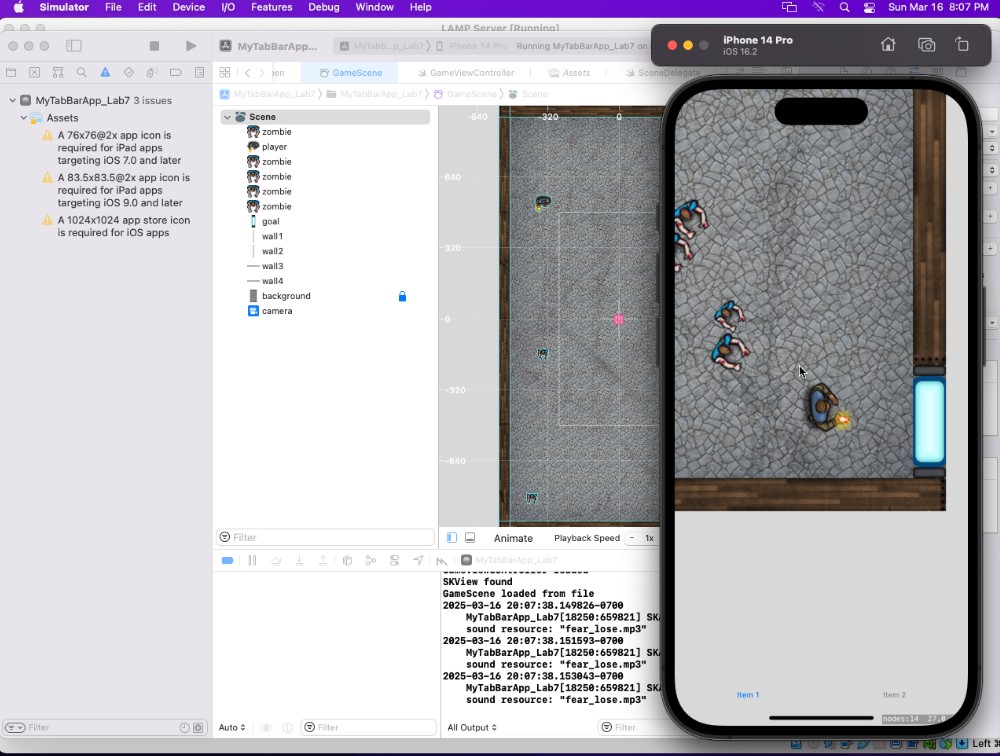 Simulator File Edit Device I/O Features Debug Window Help Sun Mar 16 8:07 PM
LAMP Server [Running]
MyTabBarApp... MyTabB...p_Lab7 iPhone 14 Pro Running MyTabBarApp_Lab7 on
iPhone 14 Pro
iOS 16.2
GameScene GameViewController Assets SceneDelegate
MyTabBarApp_Lab7 MyTabBarApp_Lab7 GameScene Scene
MyTabBarApp_Lab7 3 issues
Assets
A 76x76@2x app icon is
required for iPad apps
targeting iOS 7.0 and later
A 83.5x83.5@2x app icon is
required for iPad apps
targeting iOS 9.0 and later
A 1024x1024 app store icon
is required for iOS apps
Scene
zombie
player
zombie
zombie
zombie
zombie
goal
wall1
wall2
wall3
wall4
background
camera
-640 -320 0
640
320
0
-320
-640
Filter
Animate Playback Speed − 1x
MyTabBarApp_Lab7
GameViewController loaded
SKView found
GameScene loaded from file
2025-03-16 20:07:38.149826-0700
MyTabBarApp_Lab7[18250:659821] SKA
sound resource: "fear_lose.mp3"
2025-03-16 20:07:38.151593-0700
MyTabBarApp_Lab7[18250:659821] SKA
sound resource: "fear_lose.mp3"
2025-03-16 20:07:38.153043-0700
MyTabBarApp_Lab7[18250:659821] SKA
sound resource: "fear_lose.mp3"
Item 1 Item 2
nodes:14 27.0
Filter Auto Filter All Output Filter
Left